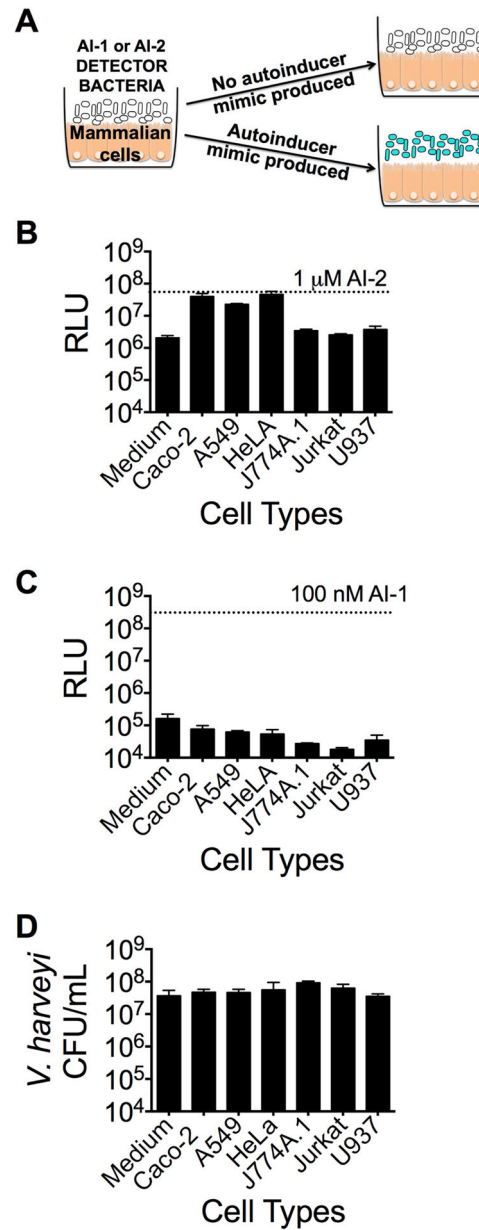 A
AI-1 or AI-2
DETECTOR
BACTERIA
Mammalian
cells
No autoinducer
mimic produced
Autoinducer
mimic produced
B
RLU
10⁹
10⁸
10⁷
10⁶
10⁵
10⁴
1 μM AI-2
Medium
Caco-2
A549
HeLA
J774A.1
Jurkat
U937
Cell Types
C
RLU
10⁹
10⁸
10⁷
10⁶
10⁵
10⁴
100 nM AI-1
Medium
Caco-2
A549
HeLA
J774A.1
Jurkat
U937
Cell Types
D
V. harveyi
CFU/mL
10⁹
10⁸
10⁷
10⁶
10⁵
10⁴
Medium
Caco-2
A549
HeLa
J774A.1
Jurkat
U937
Cell Types